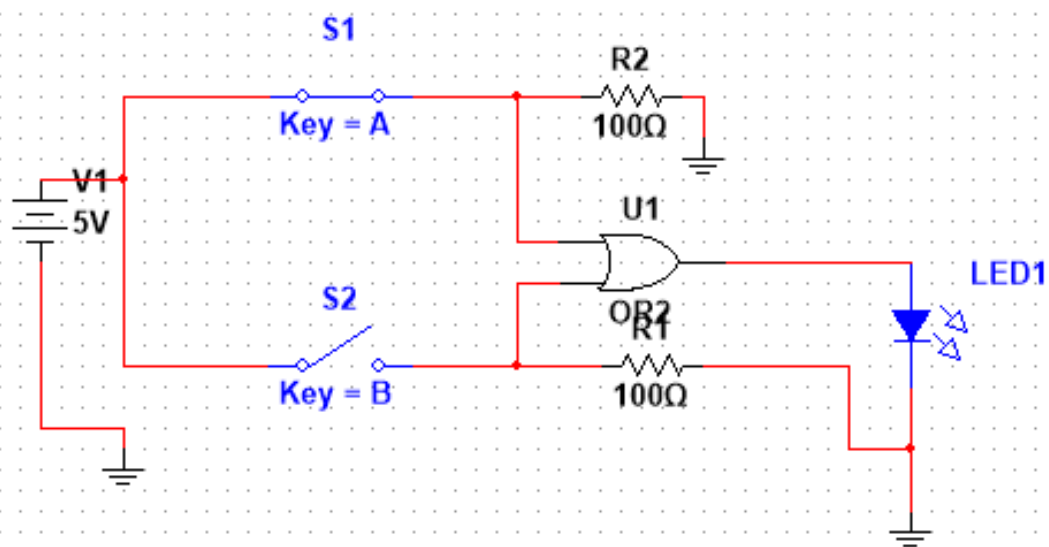 S1
Key = A
R2
100Ω
V1
5V
U1
OR2
LED1
S2
Key = B
R1
100Ω